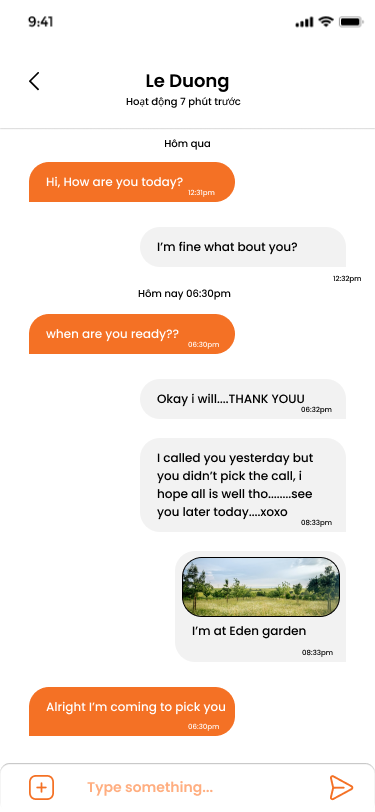 9:41
Le Duong
Hoạt động 7 phút trước
Hôm qua
Hi, How are you today?
12:31pm
I'm fine what bout you?
12:32pm
Hôm nay 06:30pm
when are you ready??
06:30pm
Okay i will....THANK YOUU
06:32pm
I called you yesterday but
you didn't pick the call, i
hope all is well tho........see
you later today....xoxo
08:33pm
I'm at Eden garden
08:33pm
Alright I'm coming to pick you
06:30pm
Type something...